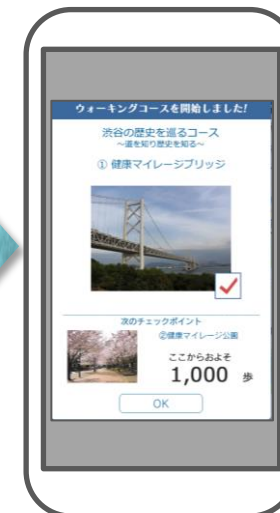 ウォーキングコースを開始しました!
渋谷の歴史を巡るコース
～道を知り歴史を知る～
① 健康マイレージブリッジ
次のチェックポイント
②健康マイレージ公園
ここからおよそ
1,000 歩
OK